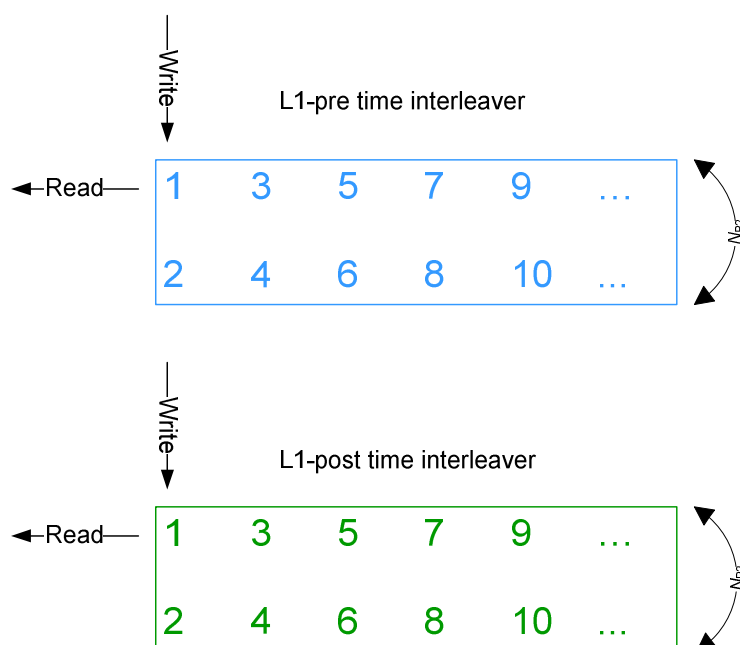 Write
L1-pre time interleaver
Read
1 3 5 7 9 ...
2 4 6 8 10 ...
Write
L1-post time interleaver
Read
1 3 5 7 9 ...
2 4 6 8 10 ...